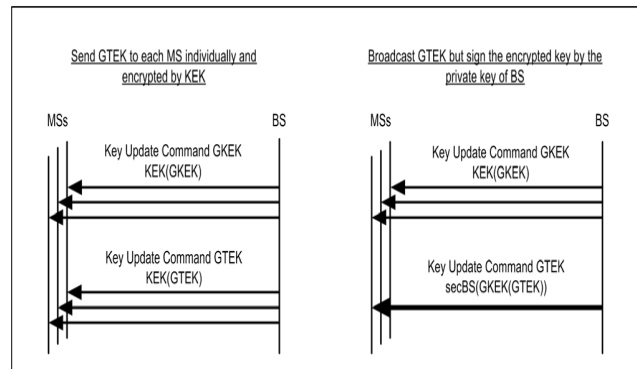 Send GTEK to each MS individually and
encrypted by KEK
MSs
BS
Key Update Command GKEK
KEK(GKEK)
Key Update Command GTEK
KEK(GTEK)
Broadcast GTEK but sign the encrypted key by the
private key of BS
MSs
BS
Key Update Command GKEK
KEK(GKEK)
Key Update Command GTEK
secBS(GKEK(GTEK))